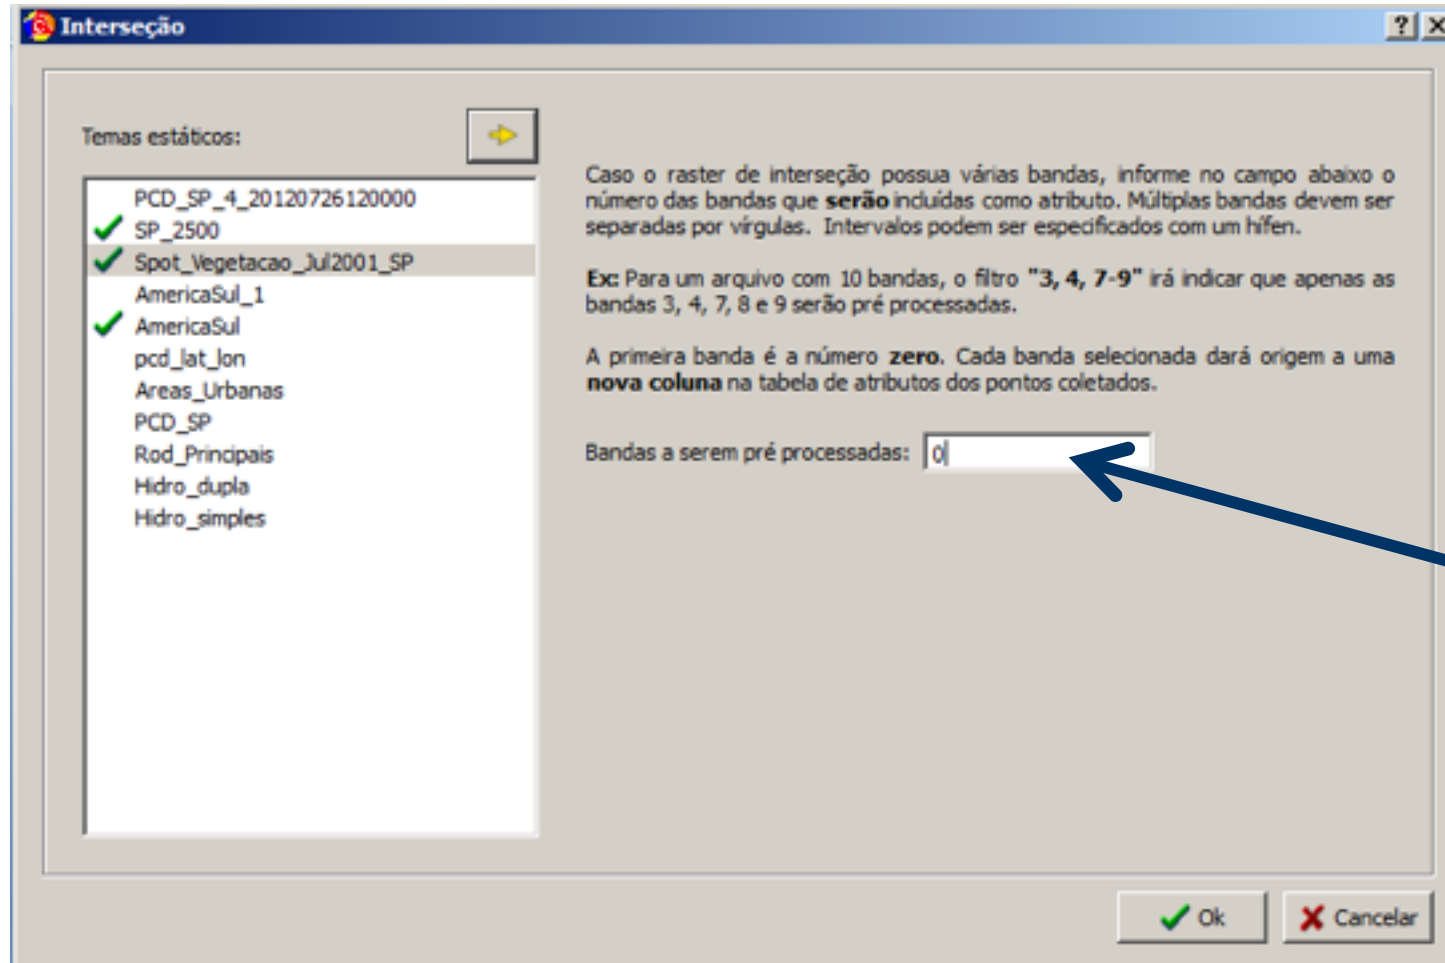 Interseção
Temas estáticos:
PCD_SP_4_20120726120000
SP_2500
Spot_Vegetacao_Jul2001_SP
AmericaSul_1
AmericaSul
pcd_lat_lon
Areas_Urbanas
PCD_SP
Rod_Principais
Hidro_dupla
Hidro_simples
Caso o raster de interseção possua várias bandas, informe no campo abaixo o
número das bandas que serão incluídas como atributo. Múltiplas bandas devem ser
separadas por vírgulas. Intervalos podem ser especificados com um hífen.
Ex: Para um arquivo com 10 bandas, o filtro "3, 4, 7-9" irá indicar que apenas as
bandas 3, 4, 7, 8 e 9 serão pré processadas.
A primeira banda é a número zero. Cada banda selecionada dará origem a uma
nova coluna na tabela de atributos dos pontos coletados.
Bandas a serem pré processadas: 0
Ok
Cancelar